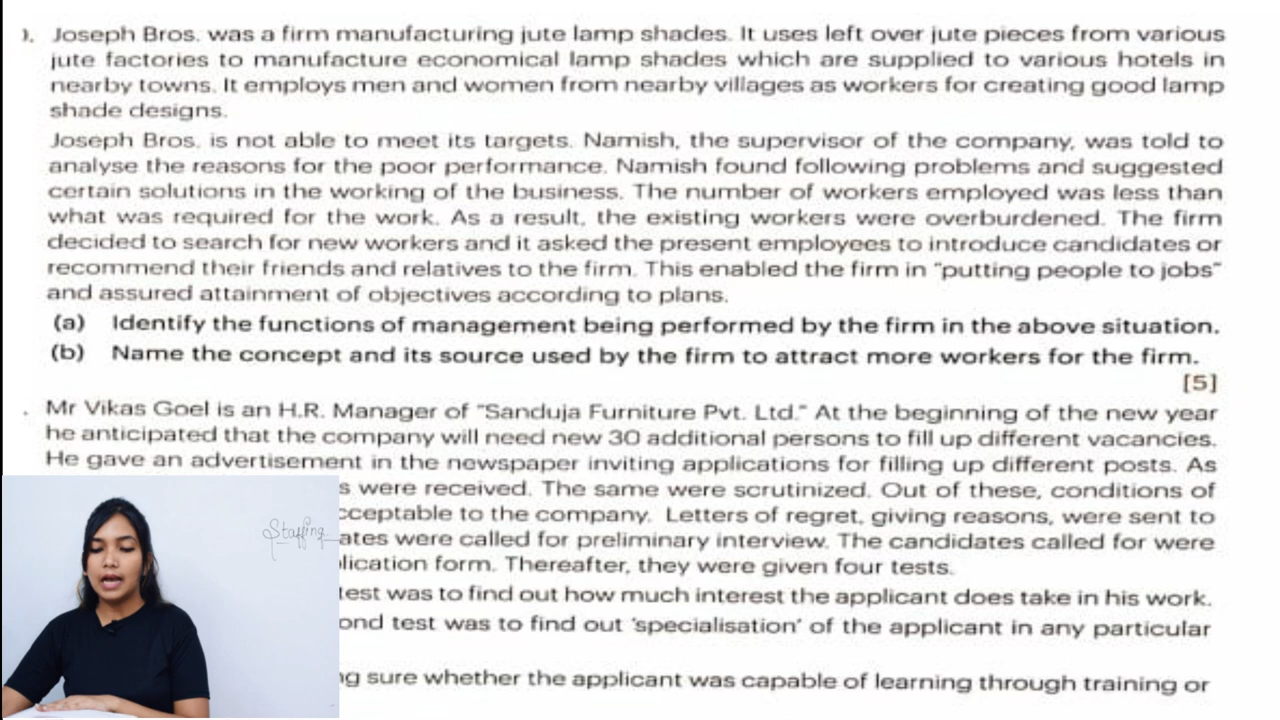 ). Joseph Bros. was a firm manufacturing jute lamp shades. It uses left over jute pieces from various
jute factories to manufacture economical lamp shades which are supplied to various hotels in
nearby towns. It employs men and women from nearby villages as workers for creating good lamp
shade designs.
Joseph Bros. is not able to meet its targets. Namish, the supervisor of the company, was told to
analyse the reasons for the poor performance. Namish found following problems and suggested
certain solutions in the working of the business. The number of workers employed was less than
what was required for the work. As a result, the existing workers were overburdened. The firm
decided to search for new workers and it asked the present employees to introduce candidates or
recommend their friends and relatives to the firm. This enabled the firm in "putting people to jobs"
and assured attainment of objectives according to plans.
(a) Identify the functions of management being performed by the firm in the above situation.
(b) Name the concept and its source used by the firm to attract more workers for the firm.
[5]
. Mr Vikas Goel is an H.R. Manager of "Sanduja Furniture Pvt. Ltd." At the beginning of the new year
he anticipated that the company will need new 30 additional persons to fill up different vacancies.
He gave an advertisement in the newspaper inviting applications for filling up different posts. As
s were received. The same were scrutinized. Out of these, conditions of
cceptable to the company. Letters of regret, giving reasons, were sent to
Staffing
ates were called for preliminary interview. The candidates called for were
lication form. Thereafter, they were given four tests.
test was to find out how much interest the applicant does take in his work.
ond test was to find out 'specialisation' of the applicant in any particular
ng sure whether the applicant was capable of learning through training or